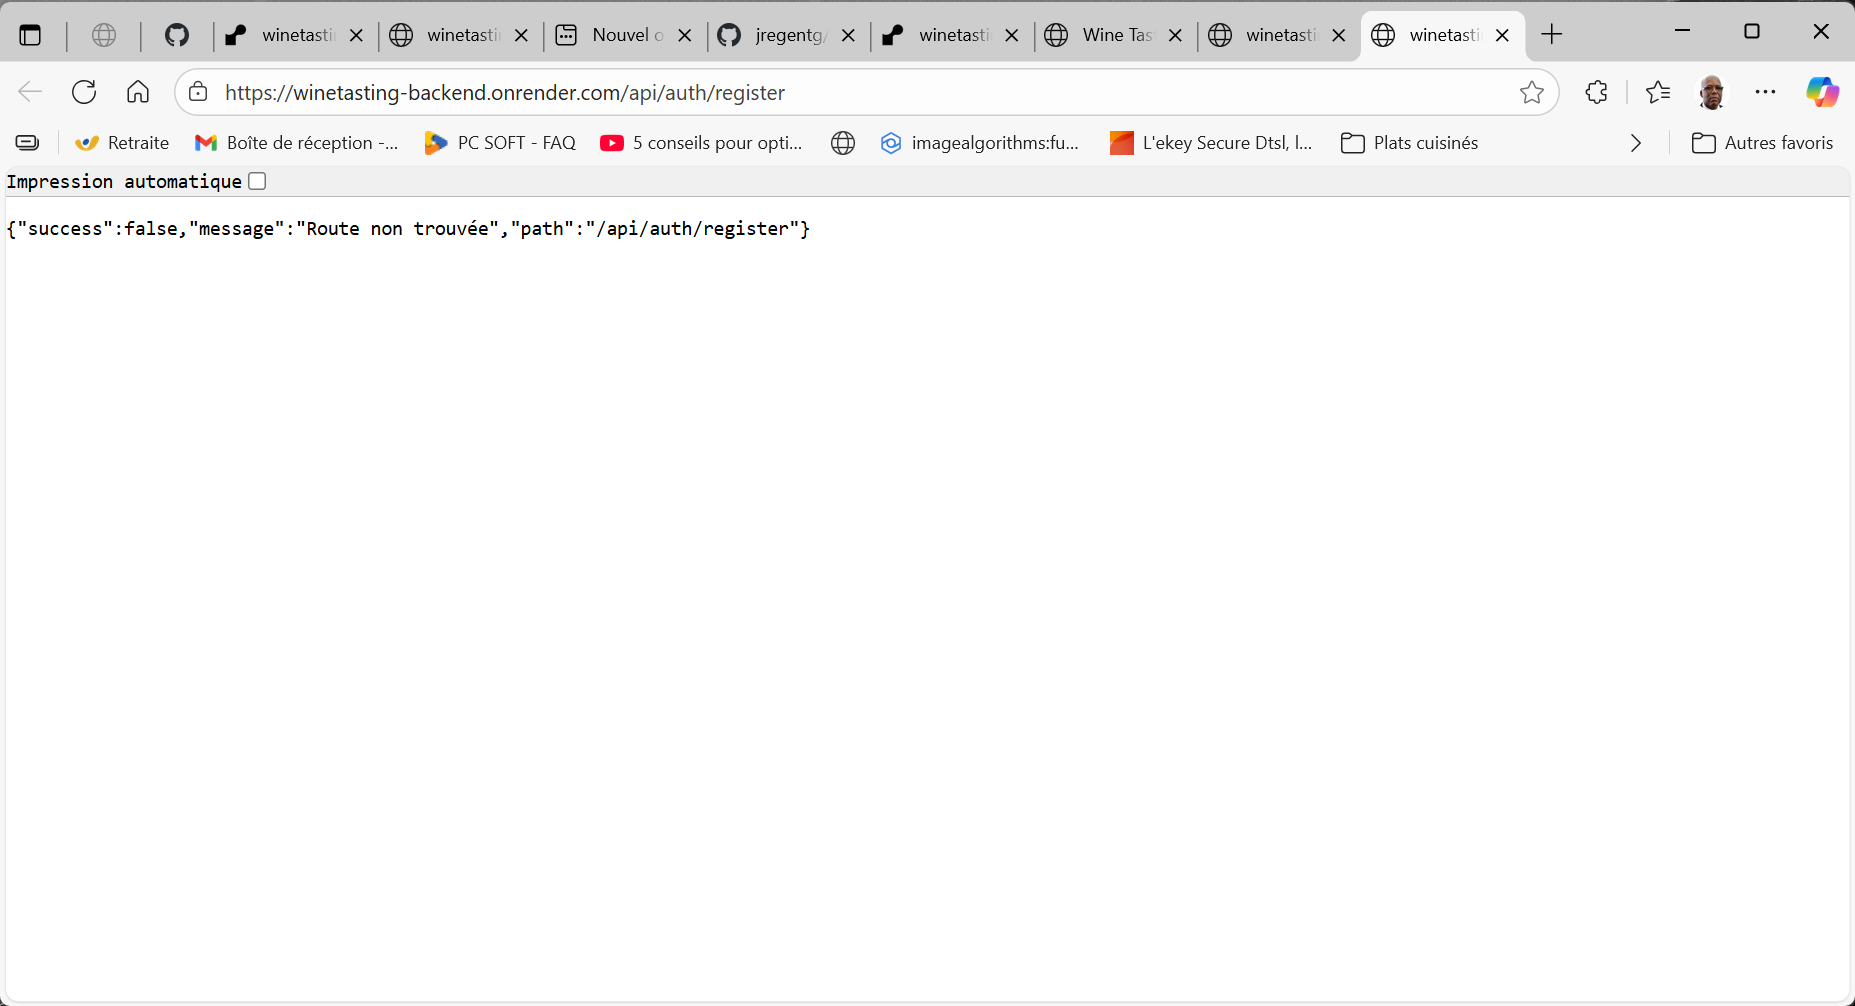 winetasti
winetasti
Nouvel o
jregentg/
winetasti
Wine Tas
winetasti
winetasti
https://winetasting-backend.onrender.com/api/auth/register
Retraite
Boîte de réception -...
PC SOFT - FAQ
5 conseils pour opti...
imagealgorithms:fu...
L'ekey Secure Dtsl, l...
Plats cuisinés
Autres favoris
Impression automatique
{"success":false,"message":"Route non trouvée","path":"/api/auth/register"}